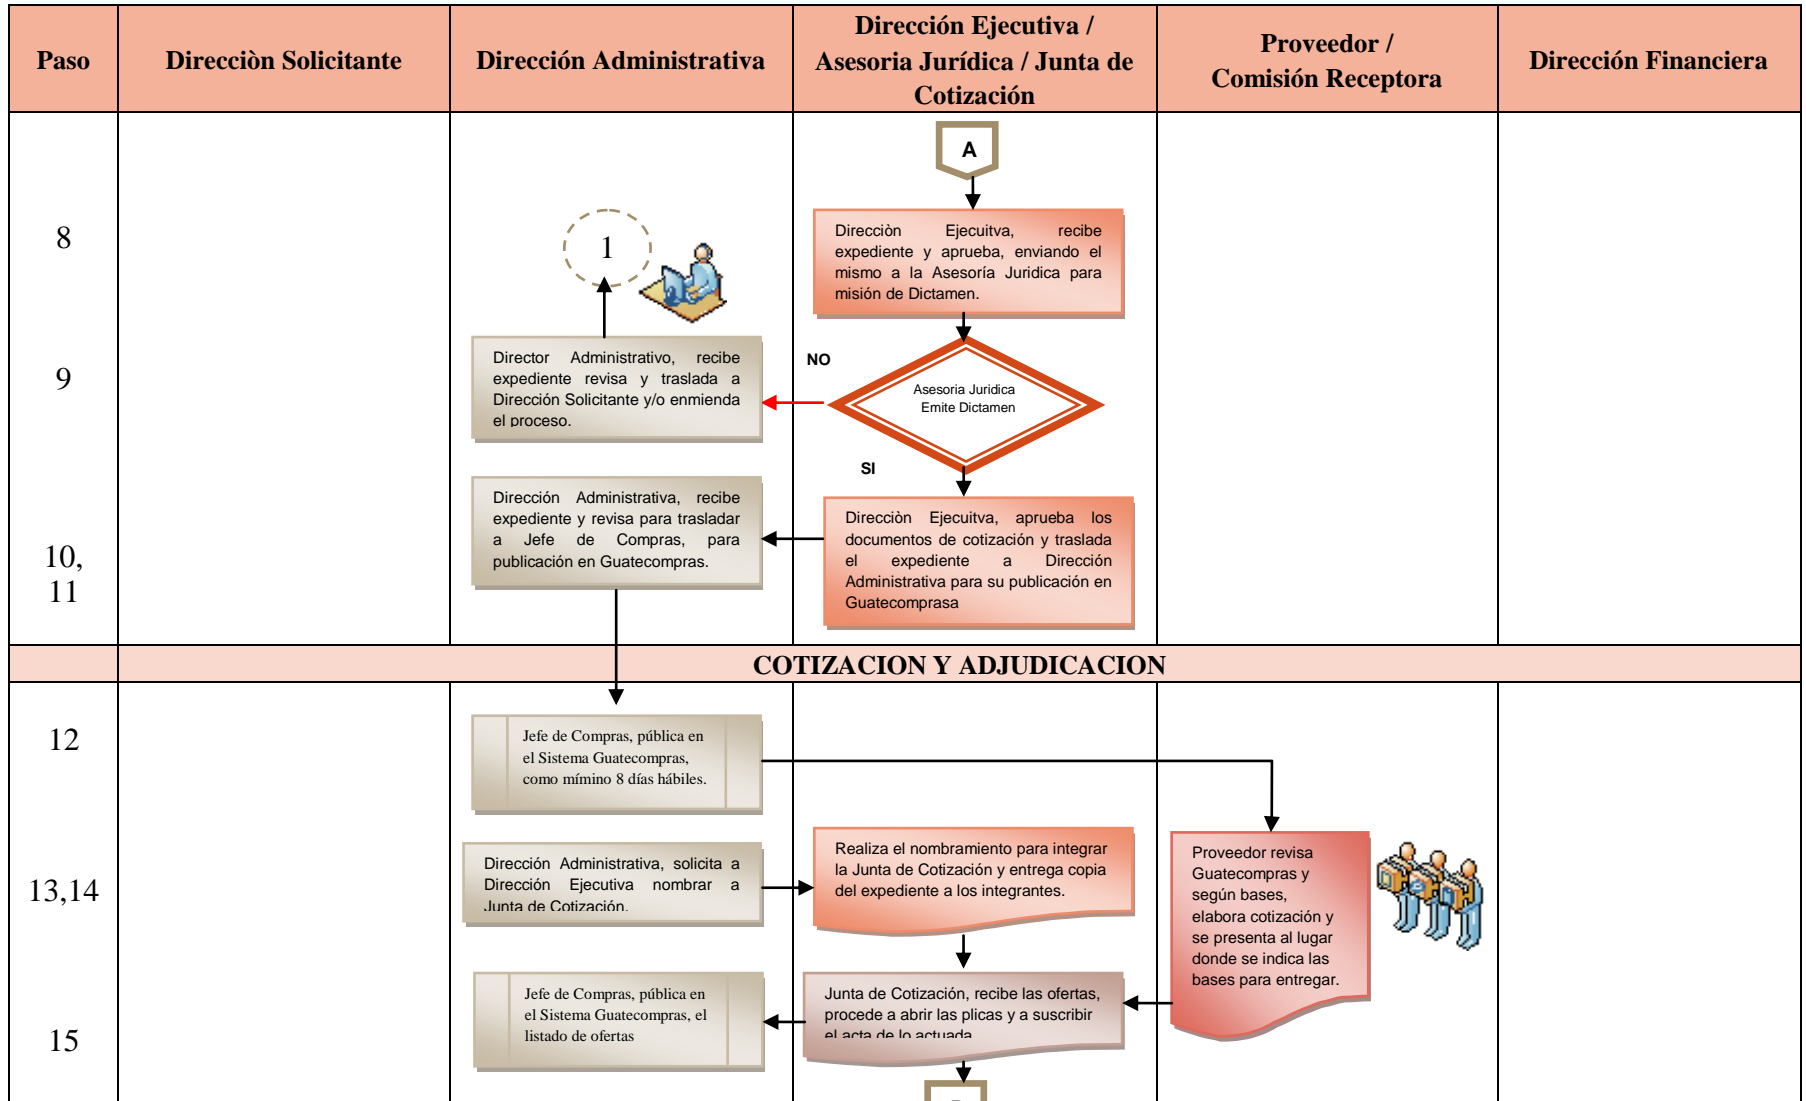 Paso
Direcciòn Solicitante
Dirección Administrativa
Dirección Ejecutiva /
Asesoria Jurídica / Junta de
Cotización
Proveedor /
Comisión Receptora
Dirección Financiera
A
8
1
Direcciòn Ejecuitva, recibe
expediente y aprueba, enviando el
mismo a la Asesoría Juridica para
misión de Dictamen.
9
Director Administrativo, recibe
expediente revisa y traslada a
Dirección Solicitante y/o enmienda
el proceso.
NO
Asesoria Juridica
Emite Dictamen
SI
10,
11
Dirección Administrativa, recibe
expediente y revisa para trasladar
a Jefe de Compras, para
publicación en Guatecompras.
Direcciòn Ejecuitva, aprueba los
documentos de cotización y traslada
el expediente a Dirección
Administrativa para su publicación en
Guatecomprasa
COTIZACION Y ADJUDICACION
12
Jefe de Compras, pública en
el Sistema Guatecompras,
como mímino 8 días hábiles.
13,14
Dirección Administrativa, solicita a
Dirección Ejecutiva nombrar a
Junta de Cotización.
Realiza el nombramiento para integrar
la Junta de Cotización y entrega copia
del expediente a los integrantes.
Proveedor revisa
Guatecompras y
según bases,
elabora cotización y
se presenta al lugar
donde se indica las
bases para entregar.
15
Jefe de Compras, pública en
el Sistema Guatecompras, el
listado de ofertas
Junta de Cotización, recibe las ofertas,
procede a abrir las plicas y a suscribir
el acta de lo actuada